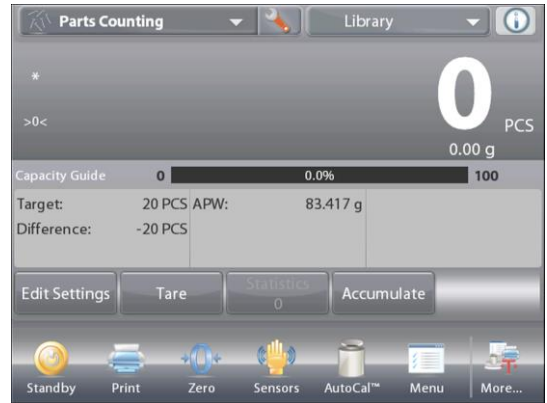 Parts Counting Library
*
0
>0<
PCS
0.00 g
Capacity Guide 0 0.0% 100
Target: 20 PCS APW: 83.417 g
Difference: -20 PCS
Edit Settings Tare Statistics Accumulate
0
Standby Print Zero Sensors AutoCal™ Menu More...